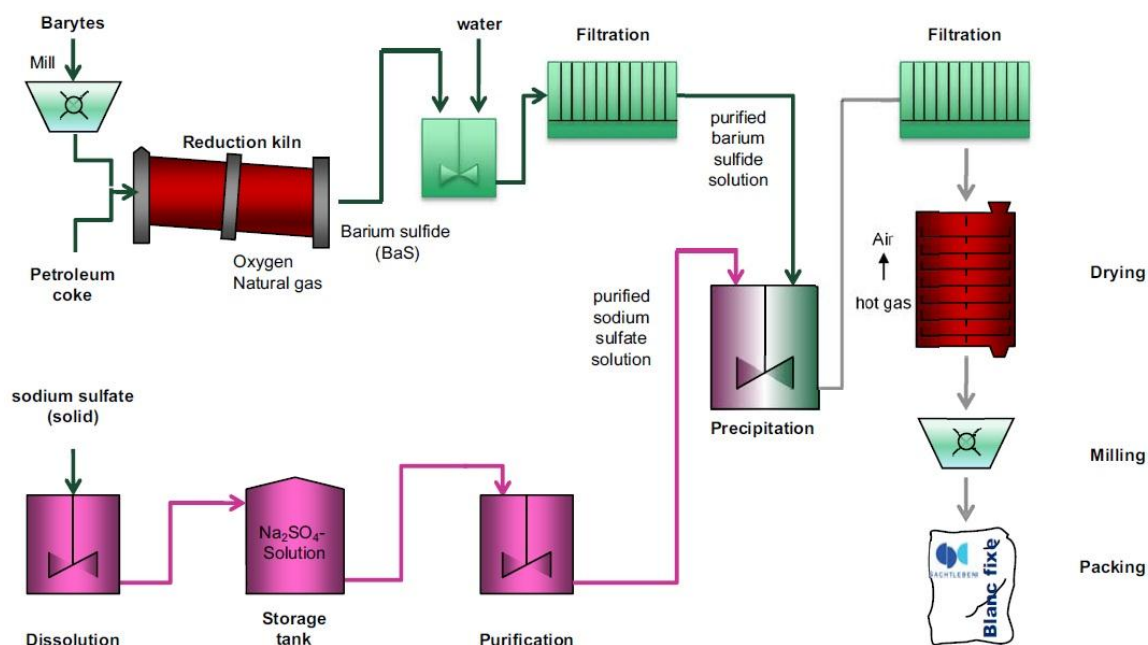 Barytes
Mill
Petroleum
coke
Reduction kiln
Oxygen
Natural gas
Barium sulfide
(BaS)
water
Filtration
purified
barium
sulfide
solution
Filtration
Air
hot gas
Drying
purified
sodium
sulfate
solution
Precipitation
Milling
sodium sulfate
(solid)
Dissolution
Na₂SO₄-
Solution
Storage
tank
Purification
SACHTLEBEN
Blanc fixe
Packing